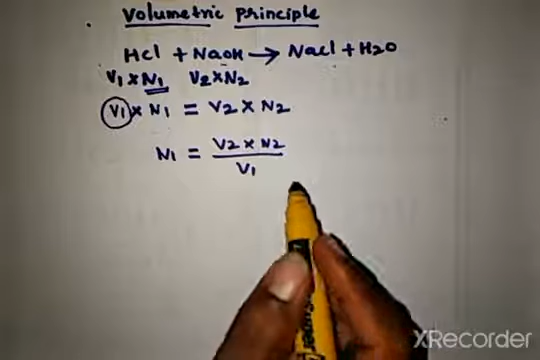 Volumetric principle
Hcl + NaOH → Nacl + H2O
V1 × N1 V2 × N2
V1 × N1 = V2 × N2
N1 = V2 × N2 / V1
XRecorder